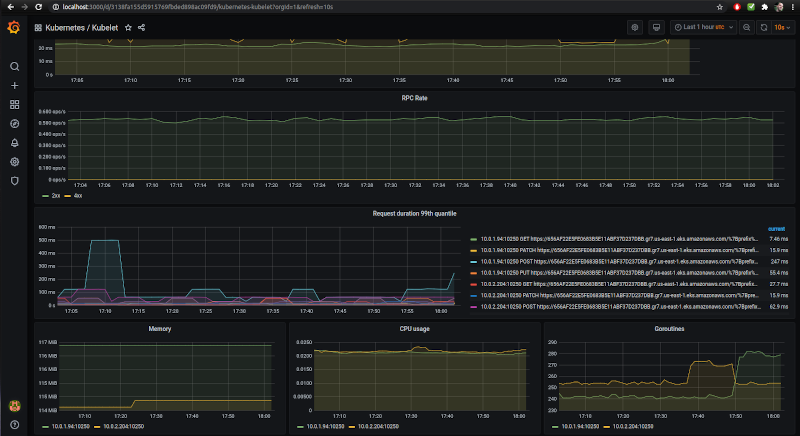 localhost:3000/d/3138fa155d5915769fbded898ac09fd9/kubernetes-kubelet?orgId=1&refresh=10s
Kubernetes / Kubelet
Last 1 hour utc
10s
20 ms
10 ms
0 s
17:05 17:10 17:15 17:20 17:25 17:30 17:35 17:40 17:45 17:50 17:55 18:00
RPC Rate
0.680 ops/s
0.580 ops/s
0.480 ops/s
0.380 ops/s
0.280 ops/s
0.180 ops/s
0 ops/s
17:04 17:06 17:08 17:10 17:12 17:14 17:16 17:18 17:20 17:22 17:24 17:26 17:28 17:30 17:32 17:34 17:36 17:38 17:40 17:42 17:44 17:46 17:48 17:50 17:52 17:54 17:56 17:58 18:00 18:02
2xx 4xx
Request duration 99th quantile
600 ms
500 ms
400 ms
300 ms
200 ms
100 ms
0 s
17:05 17:10 17:15 17:20 17:25 17:30 17:35 17:40 17:45 17:50 17:55 18:00
current
10.0.1.94:10250 GET https://656AF22E5FE0683B5E11ABF37D237DBB.gr7.us-east-1.eks.amazonaws.com/%7Bprefix%... 7.46 ms
10.0.1.94:10250 PATCH https://656AF22E5FE0683B5E11ABF37D237DBB.gr7.us-east-1.eks.amazonaws.com/%7Bprefi... 15.9 ms
10.0.1.94:10250 POST https://656AF22E5FE0683B5E11ABF37D237DBB.gr7.us-east-1.eks.amazonaws.com/%7Bprefix... 247 ms
10.0.1.94:10250 PUT https://656AF22E5FE0683B5E11ABF37D237DBB.gr7.us-east-1.eks.amazonaws.com/%7Bprefix%... 55.4 ms
10.0.2.204:10250 GET https://656AF22E5FE0683B5E11ABF37D237DBB.gr7.us-east-1.eks.amazonaws.com/%7Bprefix... 27.7 ms
10.0.2.204:10250 PATCH https://656AF22E5FE0683B5E11ABF37D237DBB.gr7.us-east-1.eks.amazonaws.com/%7Bpref... 15.9 ms
10.0.2.204:10250 POST https://656AF22E5FE0683B5E11ABF37D237DBB.gr7.us-east-1.eks.amazonaws.com/%7Bprefi... 62.9 ms
Memory
117 MiB
116 MiB
116 MiB
115 MiB
115 MiB
114 MiB
17:10 17:20 17:30 17:40 17:50 18:00
10.0.1.94:10250 10.0.2.204:10250
CPU usage
0.0250
0.0200
0.0150
0.0100
0.00500
0
17:10 17:20 17:30 17:40 17:50 18:00
10.0.1.94:10250 10.0.2.204:10250
Goroutines
290
280
270
260
250
240
230
17:10 17:20 17:30 17:40 17:50 18:00
10.0.1.94:10250 10.0.2.204:10250